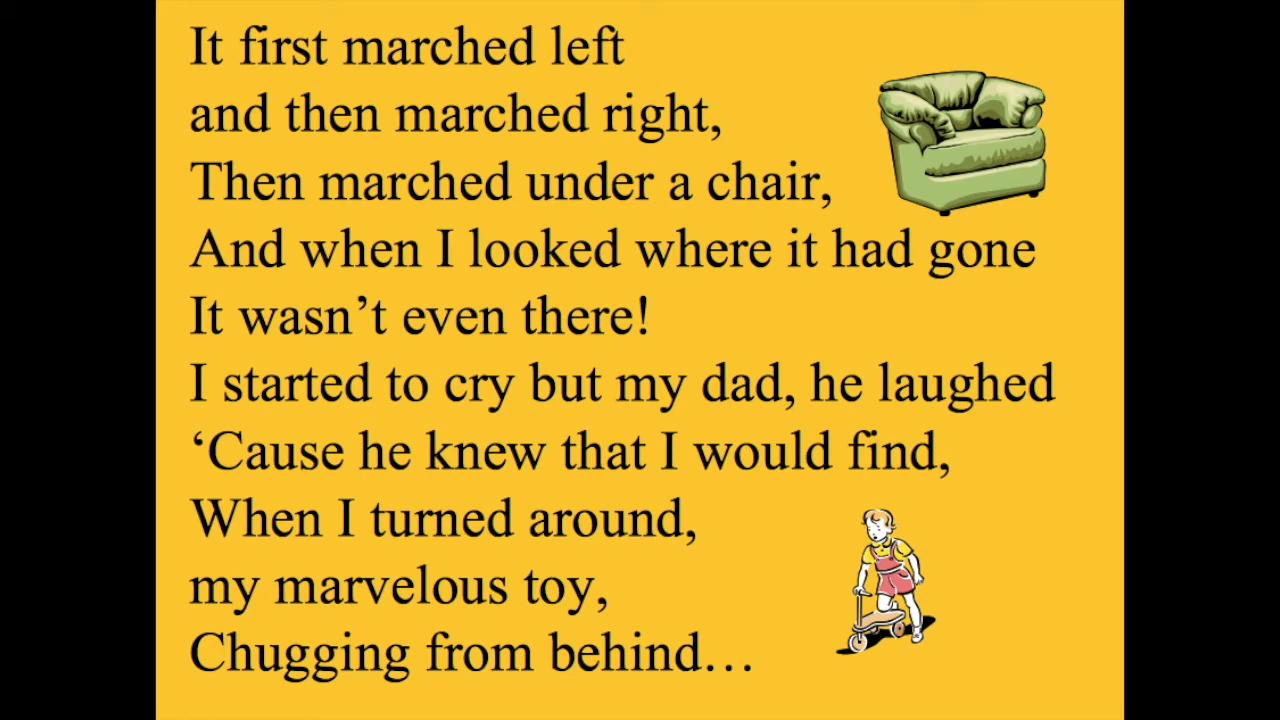 It first marched left
and then marched right,
Then marched under a chair,
And when I looked where it had gone
It wasn’t even there!
I started to cry but my dad, he laughed
‘Cause he knew that I would find,
When I turned around,
my marvelous toy,
Chugging from behind…